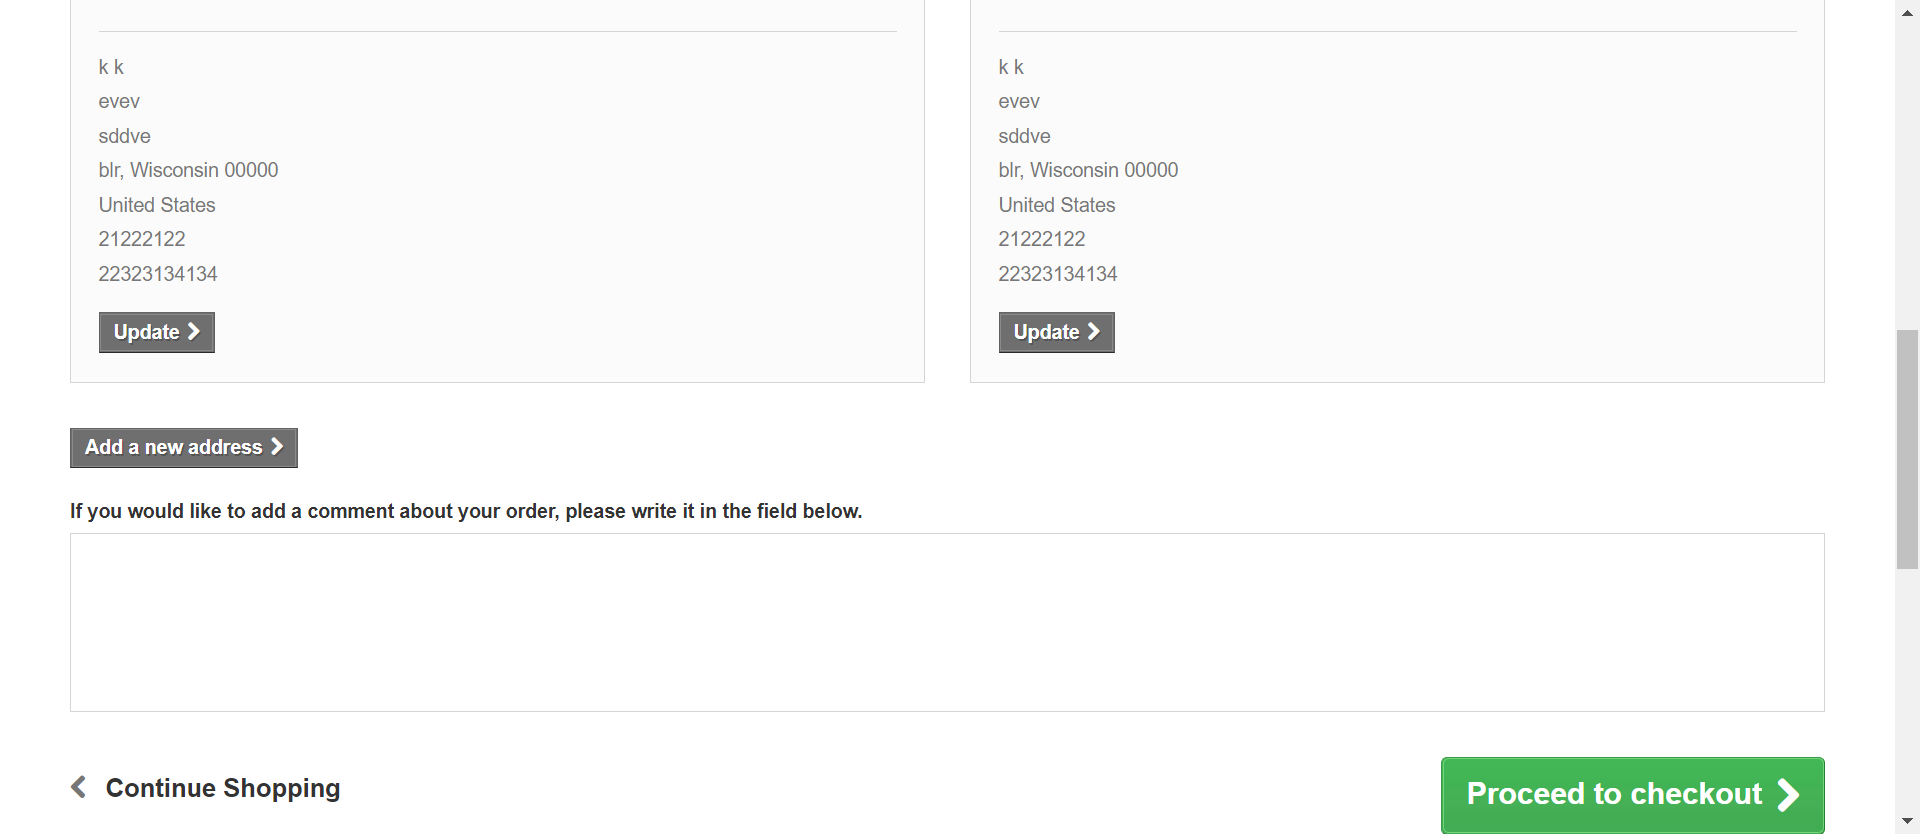 k k
evev
sddve
blr, Wisconsin 00000
United States
21222122
22323134134
Update
k k
evev
sddve
blr, Wisconsin 00000
United States
21222122
22323134134
Update
Add a new address
If you would like to add a comment about your order, please write it in the field below.
Continue Shopping
Proceed to checkout